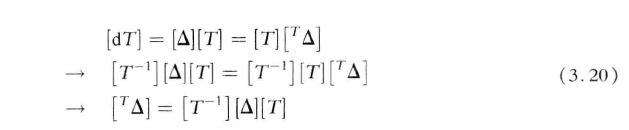 [dT] = [Δ][T] = [T][ᵀΔ]
→ [T⁻¹][Δ][T] = [T⁻¹][T][ᵀΔ] (3.20)
→ [ᵀΔ] = [T⁻¹][Δ][T]